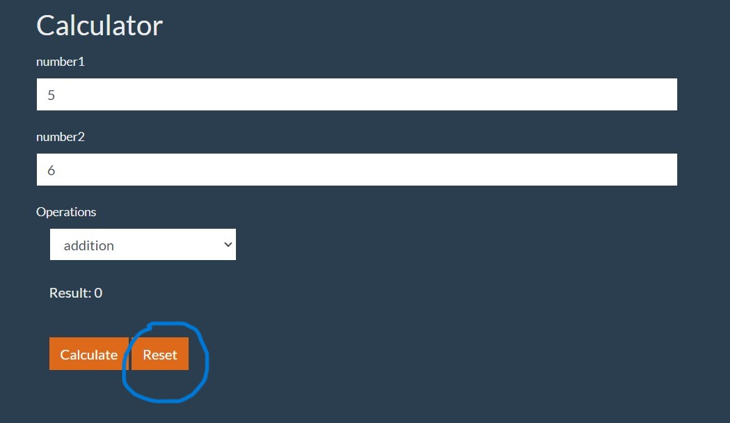 Calculator
number1
5
number2
6
Operations
addition
Result: 0
Calculate Reset